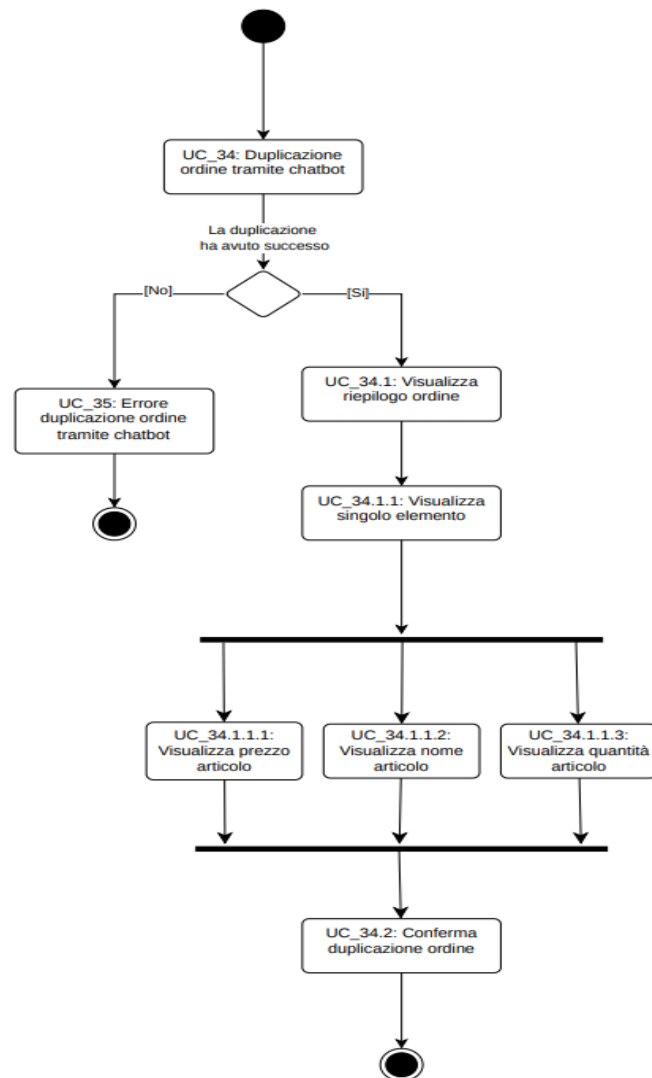 UC_34: Duplicazione
ordine tramite chatbot
La duplicazione
ha avuto successo
[No]
[Si]
UC_35: Errore
duplicazione ordine
tramite chatbot
UC_34.1: Visualizza
riepilogo ordine
UC_34.1.1: Visualizza
singolo elemento
UC_34.1.1.1:
Visualizza prezzo
articolo
UC_34.1.1.2:
Visualizza nome
articolo
UC_34.1.1.3:
Visualizza quantità
articolo
UC_34.2: Conferma
duplicazione ordine